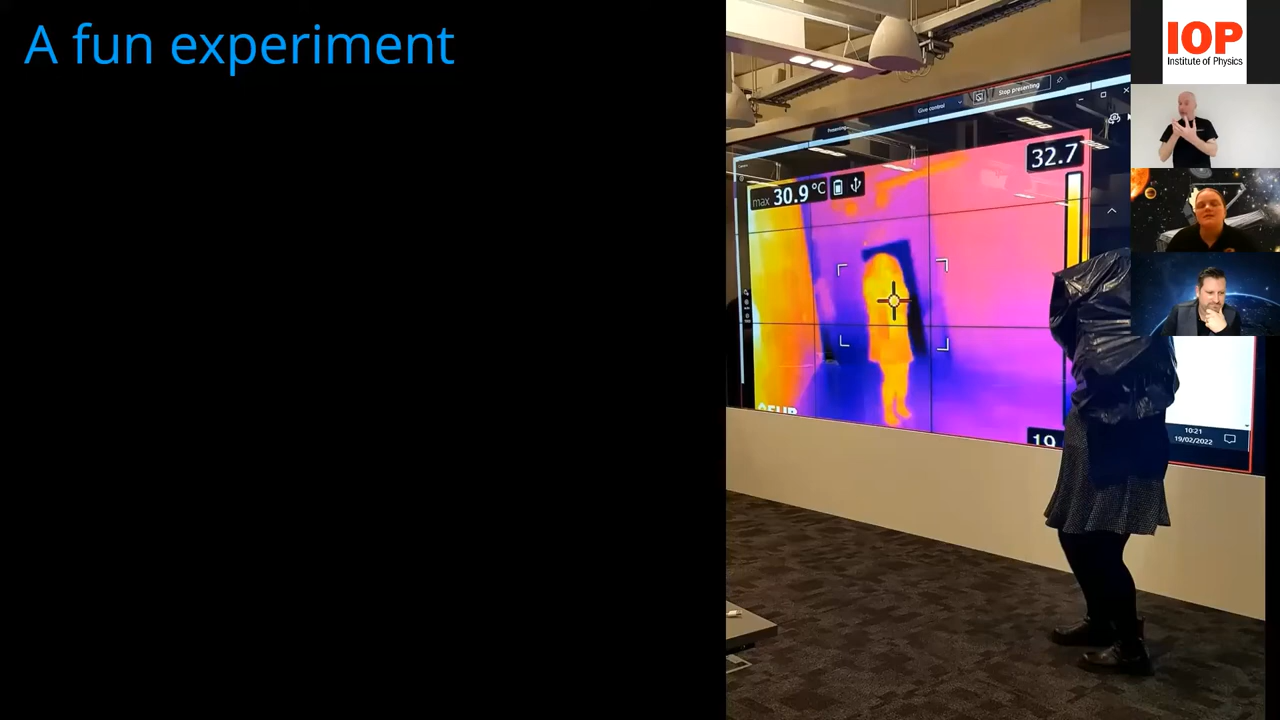 A fun experiment
IOP
Institute of Physics
Give control
Stop presenting
Presenting
32.7
max 30.9 °C
19
10:21
19/02/2022